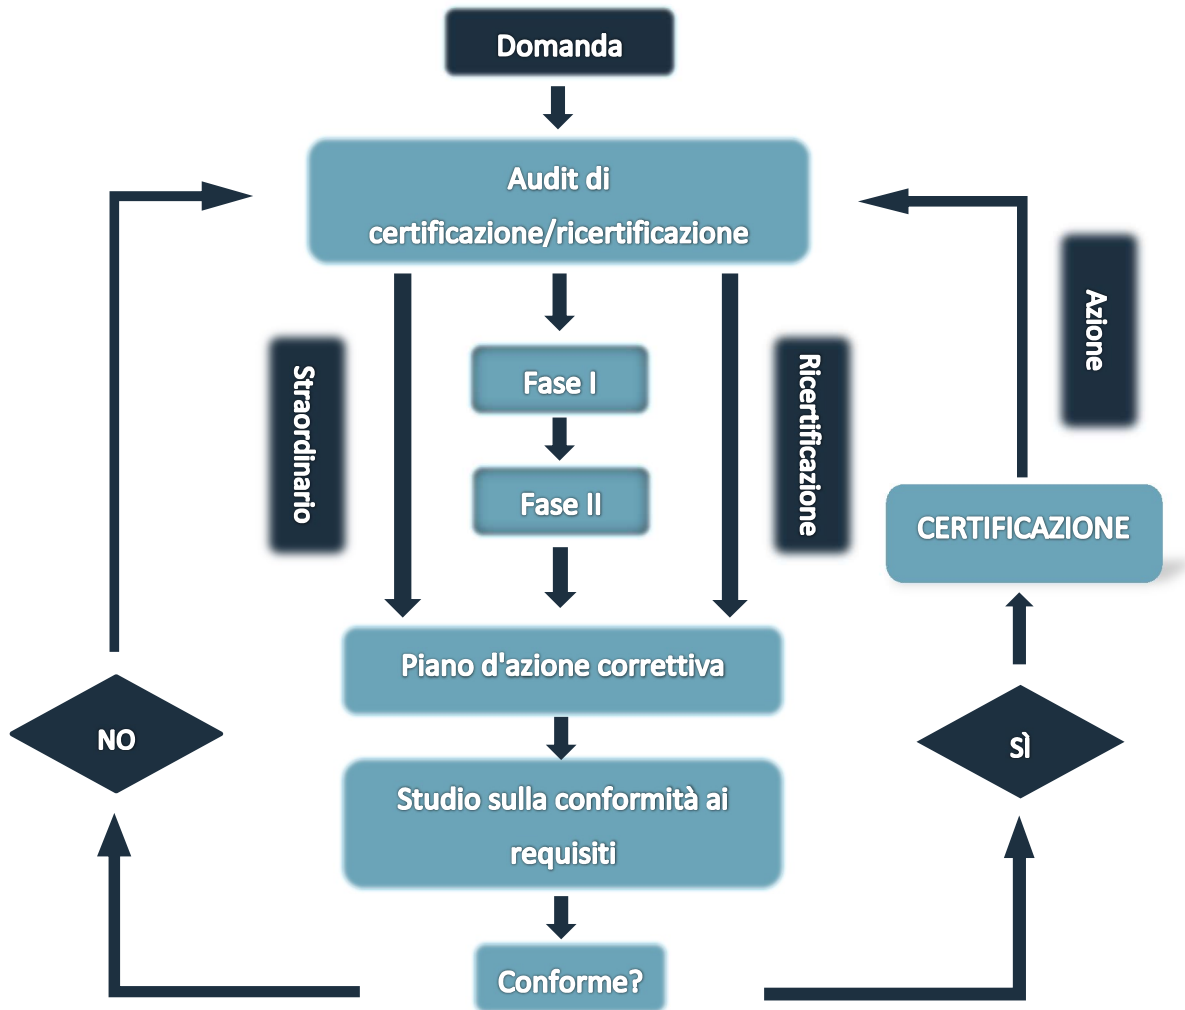 Domanda
Audit di
certificazione/ricertificazione
Azione
Straordinario
Fase I
Ricertificazione
Fase II
CERTIFICAZIONE
Piano d'azione correttiva
NO
SÌ
Studio sulla conformità ai
requisiti
Conforme?